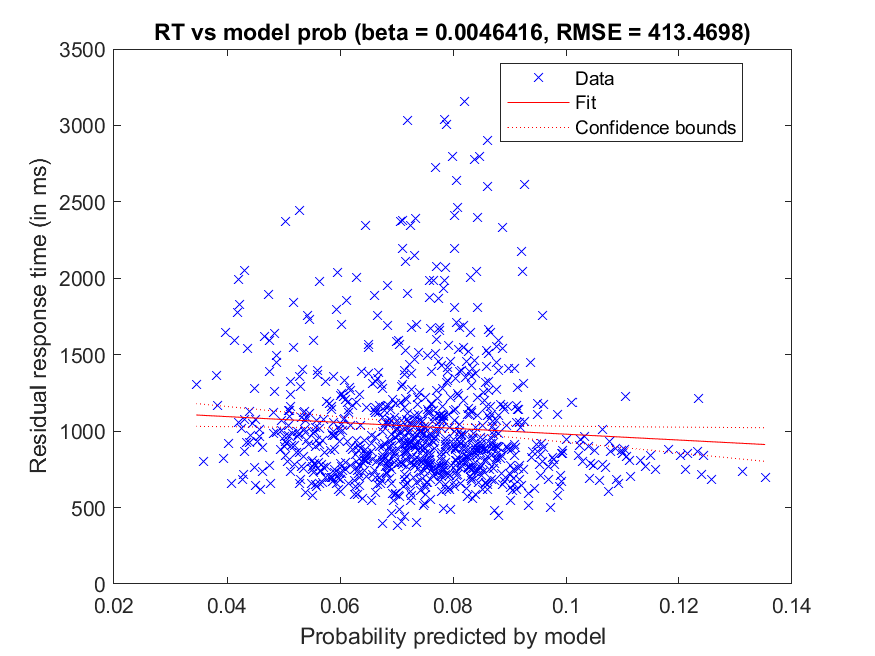 RT vs model prob (beta = 0.0046416, RMSE = 413.4698)
3500
3000
2500
2000
1500
1000
500
0
Residual response time (in ms)
Data
Fit
Confidence bounds
0.02 0.04 0.06 0.08 0.1 0.12 0.14
Probability predicted by model